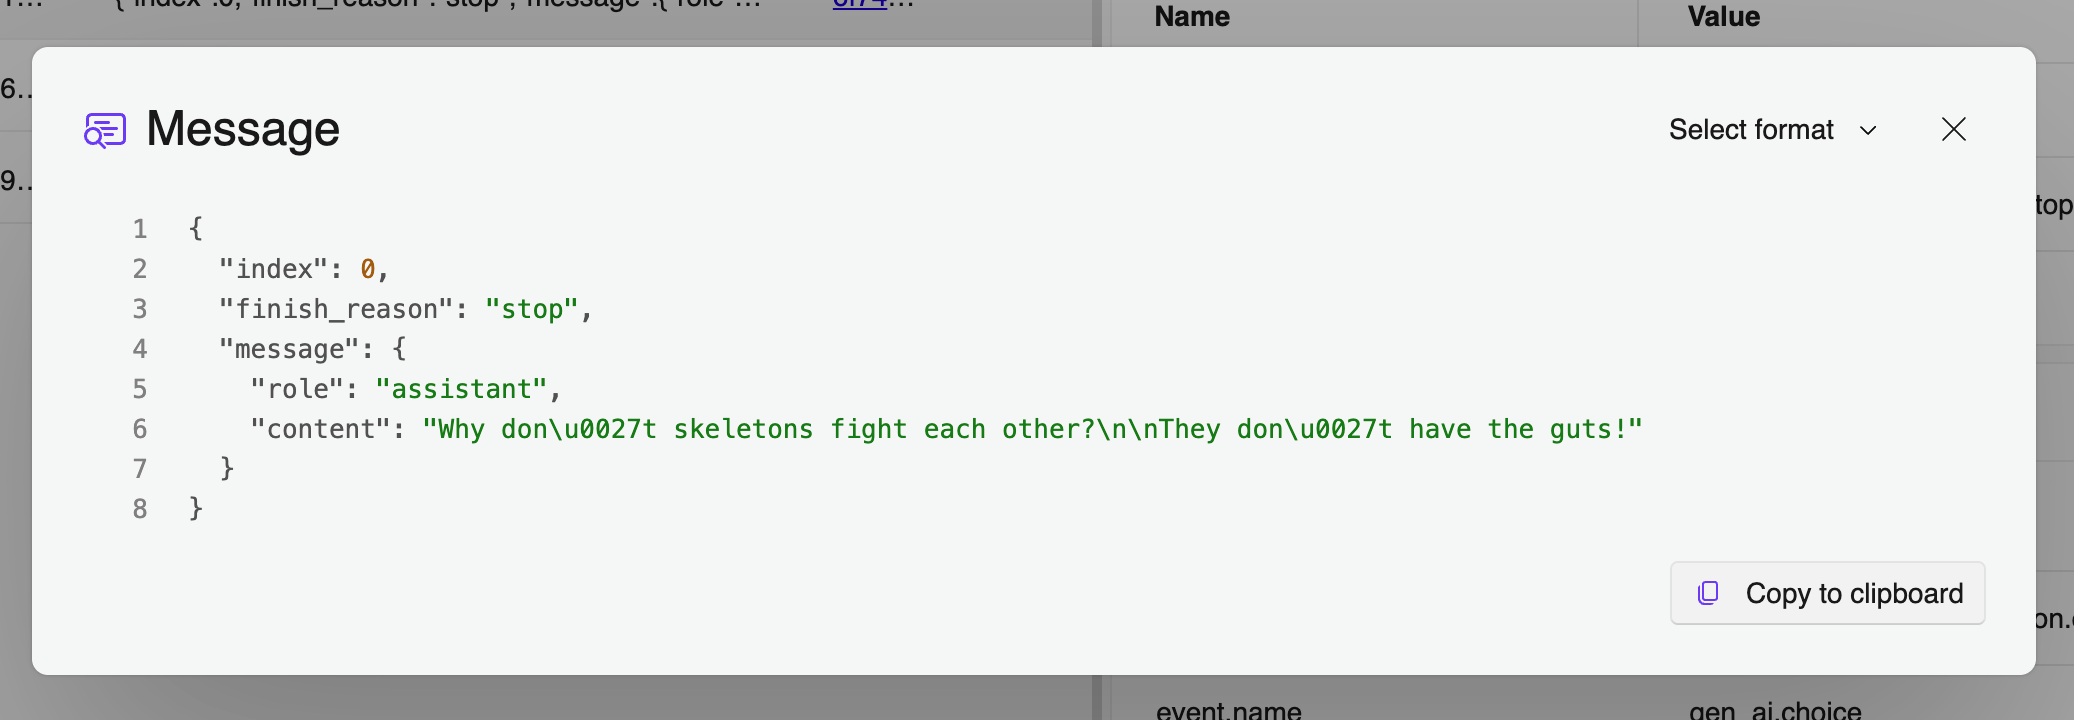 Name Value
6..
9..
Message
Select format
top
1 {
2 "index": 0,
3 "finish_reason": "stop",
4 "message": {
5 "role": "assistant",
6 "content": "Why don\u0027t skeletons fight each other?\n\nThey don\u0027t have the guts!"
7 }
8 }
Copy to clipboard
event.name gen_ai.choice